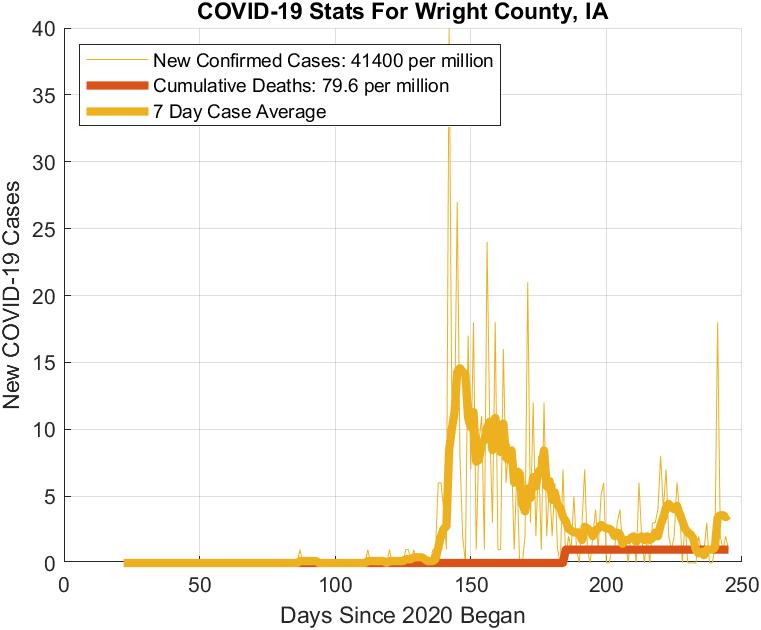 COVID-19 Stats For Wright County, IA
New Confirmed Cases: 41400 per million
Cumulative Deaths: 79.6 per million
7 Day Case Average
New COVID-19 Cases
40
35
30
25
20
15
10
5
0
0 50 100 150 200 250
Days Since 2020 Began